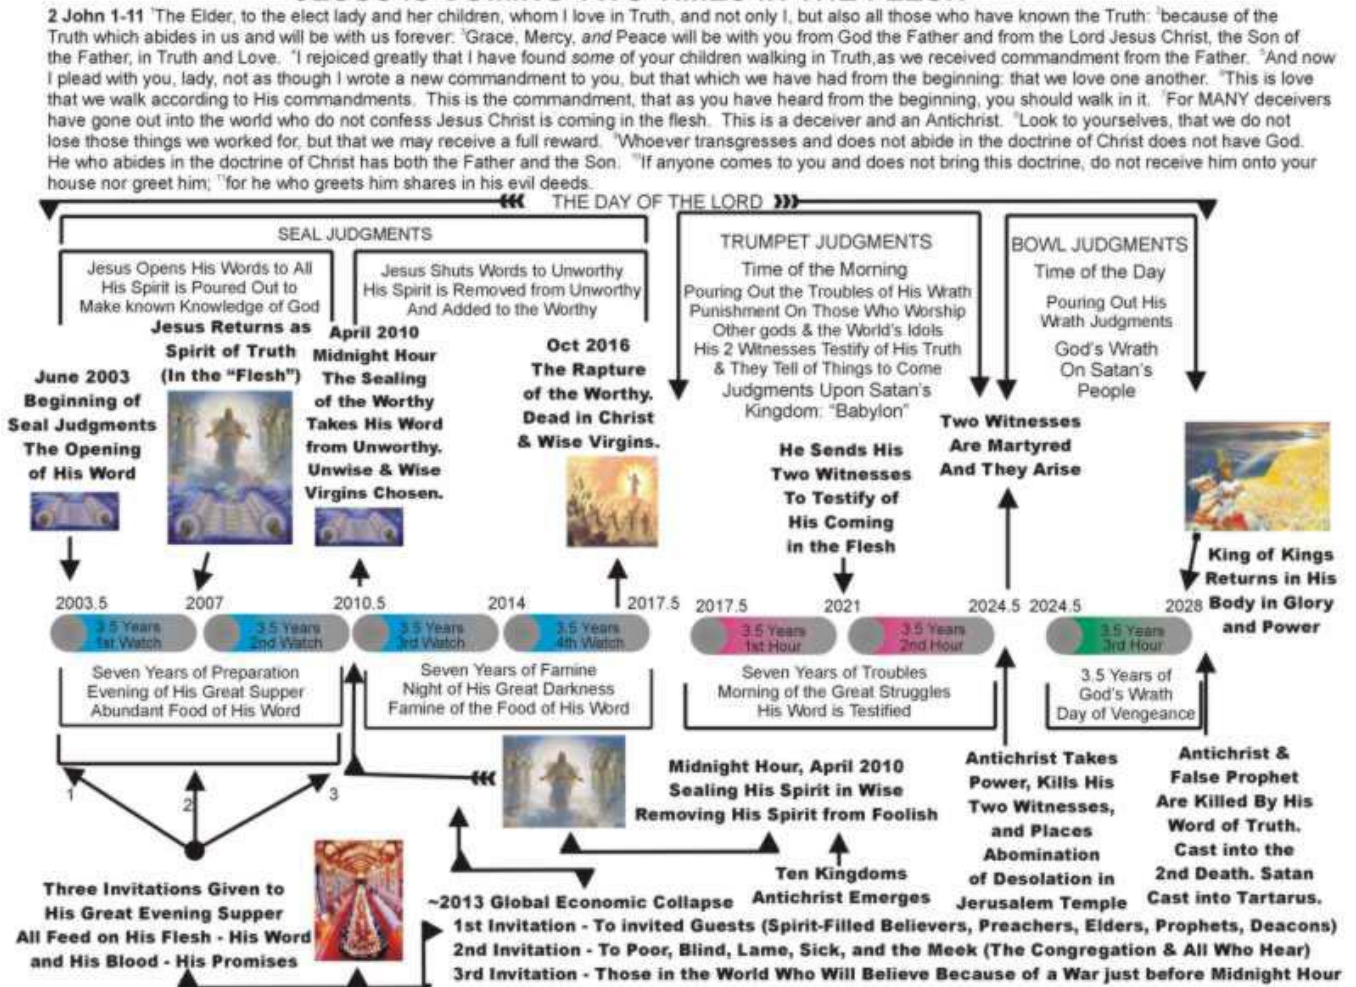 2 John 1-11 ¹The Elder, to the elect lady and her children, whom I love in Truth, and not only I, but also all those who have known the Truth: ²because of the
Truth which abides in us and will be with us forever. ³Grace, Mercy, and Peace will be with you from God the Father and from the Lord Jesus Christ, the Son of
the Father, in Truth and Love. ⁴I rejoiced greatly that I have found some of your children walking in Truth,as we received commandment from the Father. ⁵And now
I plead with you, lady, not as though I wrote a new commandment to you, but that which we have had from the beginning: that we love one another. ⁶This is love
that we walk according to His commandments. This is the commandment, that as you have heard from the beginning, you should walk in it. ⁷For MANY deceivers
have gone out into the world who do not confess Jesus Christ is coming in the flesh. This is a deceiver and an Antichrist. ⁸Look to yourselves, that we do not
lose those things we worked for, but that we may receive a full reward. ⁹Whoever transgresses and does not abide in the doctrine of Christ does not have God.
He who abides in the doctrine of Christ has both the Father and the Son. ¹⁰If anyone comes to you and does not bring this doctrine, do not receive him onto your
house nor greet him; ¹¹for he who greets him shares in his evil deeds.
THE DAY OF THE LORD
SEAL JUDGMENTS
Jesus Opens His Words to All
His Spirit is Poured Out to
Make known Knowledge of God
Jesus Shuts Words to Unworthy
His Spirit is Removed from Unworthy
And Added to the Worthy
TRUMPET JUDGMENTS
Time of the Morning
Pouring Out the Troubles of His Wrath
Punishment On Those Who Worship
Other gods & the World's Idols
His 2 Witnesses Testify of His Truth
& They Tell of Things to Come
Judgments Upon Satan's
Kingdom: "Babylon"
BOWL JUDGMENTS
Time of the Day
Pouring Out His
Wrath Judgments
God's Wrath
On Satan's
People
June 2003
Beginning of
Seal Judgments
The Opening
of His Word
Jesus Returns as
Spirit of Truth
(In the "Flesh")
April 2010
Midnight Hour
The Sealing
of the Worthy
Takes His Word
from Unworthy.
Unwise & Wise
Virgins Chosen.
Oct 2016
The Rapture
of the Worthy.
Dead in Christ
& Wise Virgins.
He Sends His
Two Witnesses
To Testify of
His Coming
in the Flesh
Two Witnesses
Are Martyred
And They Arise
King of Kings
Returns in His
Body in Glory
and Power
2003.5 2007 2010.5 2014 2017.5 2017.5 2021 2024.5 2024.5 2028
3.5 Years
1st Watch
3.5 Years
2nd Watch
3.5 Years
3rd Watch
3.5 Years
4th Watch
3.5 Years
1st Hour
3.5 Years
2nd Hour
3.5 Years
3rd Hour
Seven Years of Preparation
Evening of His Great Supper
Abundant Food of His Word
Seven Years of Famine
Night of His Great Darkness
Famine of the Food of His Word
Seven Years of Troubles
Morning of the Great Struggles
His Word is Testified
3.5 Years of
God's Wrath
Day of Vengeance
1 2 3
Three Invitations Given to
His Great Evening Supper
All Feed on His Flesh - His Word
and His Blood - His Promises
Midnight Hour, April 2010
Sealing His Spirit in Wise
Removing His Spirit from Foolish
~2013 Global Economic Collapse
Ten Kingdoms
Antichrist Emerges
Antichrist Takes
Power, Kills His
Two Witnesses,
and Places
Abomination
of Desolation in
Jerusalem Temple
Antichrist &
False Prophet
Are Killed By His
Word of Truth.
Cast into the
2nd Death. Satan
Cast into Tartarus.
1st Invitation - To invited Guests (Spirit-Filled Believers, Preachers, Elders, Prophets, Deacons)
2nd Invitation - To Poor, Blind, Lame, Sick, and the Meek (The Congregation & All Who Hear)
3rd Invitation - Those in the World Who Will Believe Because of a War just before Midnight Hour